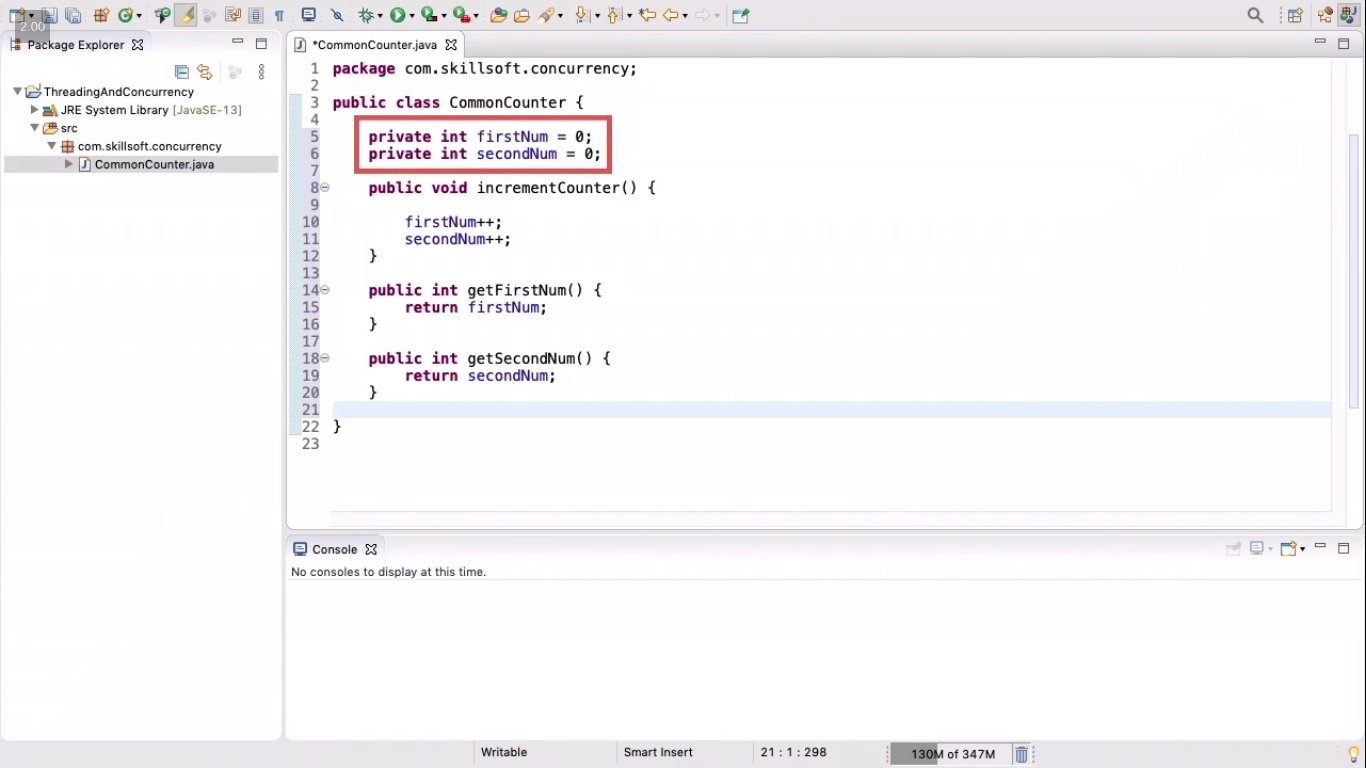 2.00
Package Explorer
ThreadingAndConcurrency
JRE System Library [JavaSE-13]
src
com.skillsoft.concurrency
CommonCounter.java
*CommonCounter.java
1 package com.skillsoft.concurrency;
2
3 public class CommonCounter {
4
5     private int firstNum = 0;
6     private int secondNum = 0;
7
8     public void incrementCounter() {
9
10         firstNum++;
11         secondNum++;
12     }
13
14     public int getFirstNum() {
15         return firstNum;
16     }
17
18     public int getSecondNum() {
19         return secondNum;
20     }
21
22 }
23
Console
No consoles to display at this time.
Writable
Smart Insert
21 : 1 : 298
130M of 347M